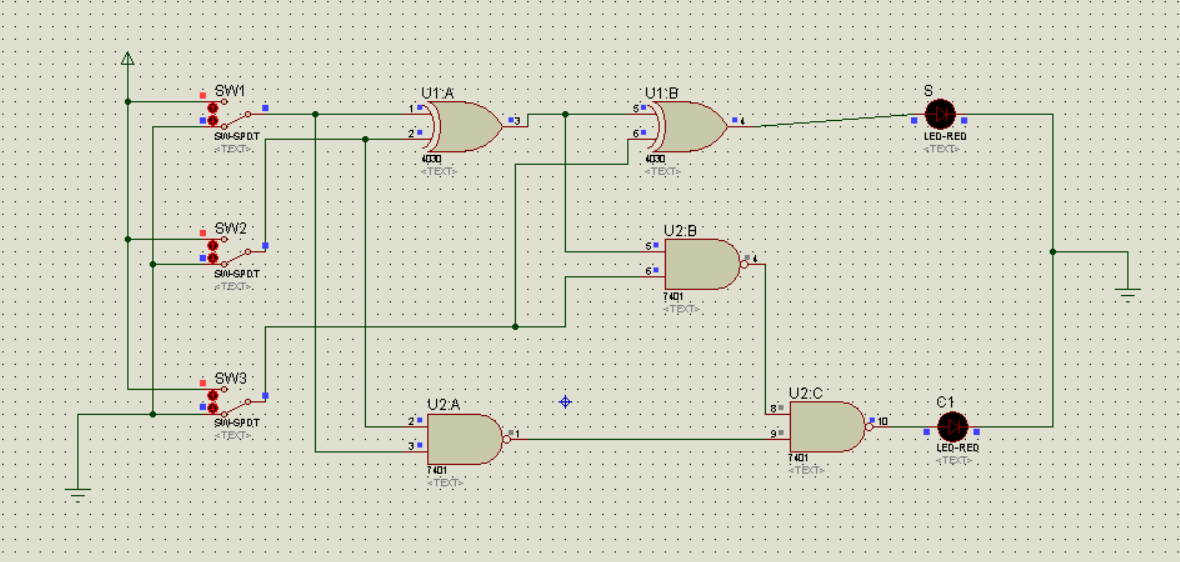 SW1
SW-SPDT
<TEXT>
U1:A
1
2
3
4030
<TEXT>
U1:B
5
6
4
4030
<TEXT>
S
LED-RED
<TEXT>
SW2
SW-SPDT
<TEXT>
U2:B
5
6
4
7401
<TEXT>
SW3
SW-SPDT
<TEXT>
U2:A
2
3
1
7401
<TEXT>
U2:C
8
9
10
7401
<TEXT>
C1
LED-RED
<TEXT>